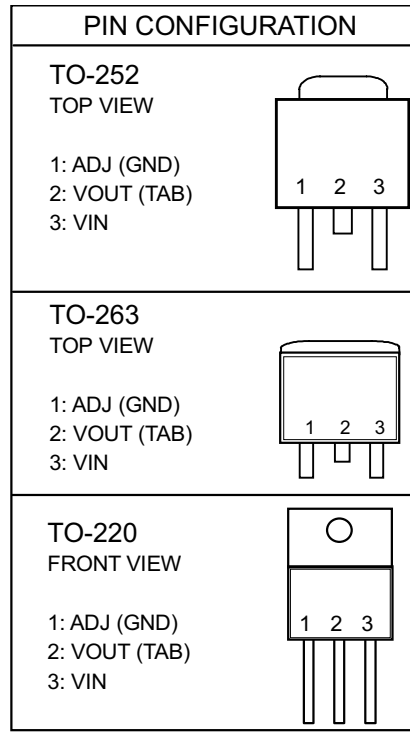 PIN CONFIGURATION
TO-252
TOP VIEW
1: ADJ (GND)
2: VOUT (TAB)
3: VIN
1 2 3
TO-263
TOP VIEW
1: ADJ (GND)
2: VOUT (TAB)
3: VIN
1 2 3
TO-220
FRONT VIEW
1: ADJ (GND)
2: VOUT (TAB)
3: VIN
1 2 3